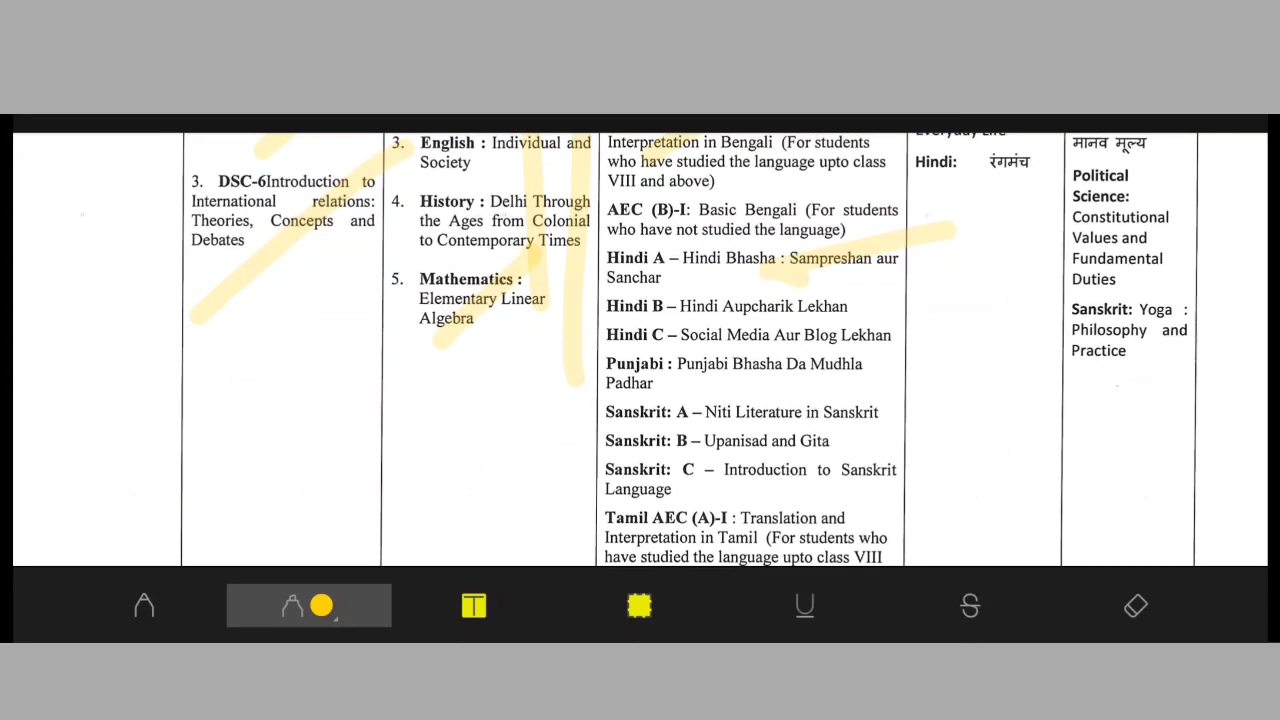 3. DSC-6Introduction to
International relations:
Theories, Concepts and
Debates
3. English : Individual and
Society
4. History : Delhi Through
the Ages from Colonial
to Contemporary Times
5. Mathematics :
Elementary Linear
Algebra
Interpretation in Bengali (For students
who have studied the language upto class
VIII and above)
AEC (B)-I: Basic Bengali (For students
who have not studied the language)
Hindi A – Hindi Bhasha : Sampreshan aur
Sanchar
Hindi B – Hindi Aupcharik Lekhan
Hindi C – Social Media Aur Blog Lekhan
Punjabi : Punjabi Bhasha Da Mudhla
Padhar
Sanskrit: A – Niti Literature in Sanskrit
Sanskrit: B – Upanisad and Gita
Sanskrit: C – Introduction to Sanskrit
Language
Tamil AEC (A)-I : Translation and
Interpretation in Tamil (For students who
have studied the language upto class VIII
Everyday Life
Hindi: रंगमंच
मानव मूल्य
Political
Science:
Constitutional
Values and
Fundamental
Duties
Sanskrit: Yoga :
Philosophy and
Practice
T
U
S